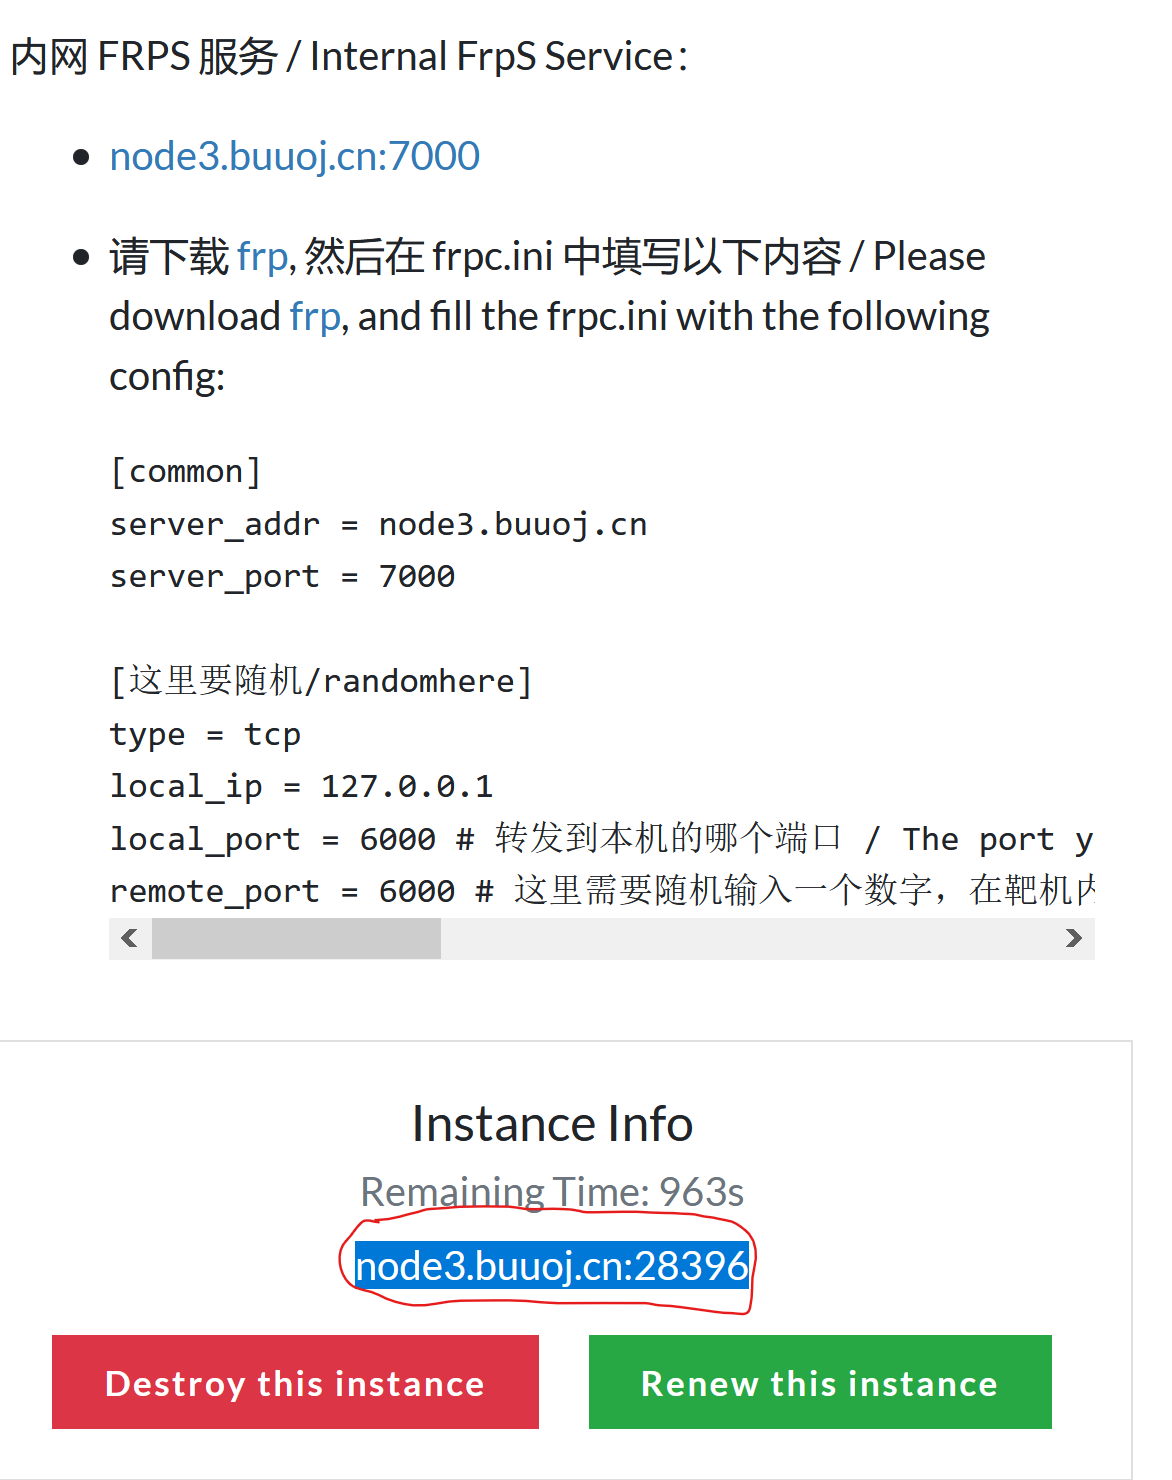 内网 FRPS 服务 / Internal FrpS Service：
node3.buuoj.cn:7000
请下载 frp, 然后在 frpc.ini 中填写以下内容 / Please
download frp, and fill the frpc.ini with the following
config:
[common]
server_addr = node3.buuoj.cn
server_port = 7000
[这里要随机/randomhere]
type = tcp
local_ip = 127.0.0.1
local_port = 6000 # 转发到本机的哪个端口 / The port y
remote_port = 6000 # 这里需要随机输入一个数字，在靶机内
Instance Info
Remaining Time: 963s
node3.buuoj.cn:28396
Destroy this instance
Renew this instance